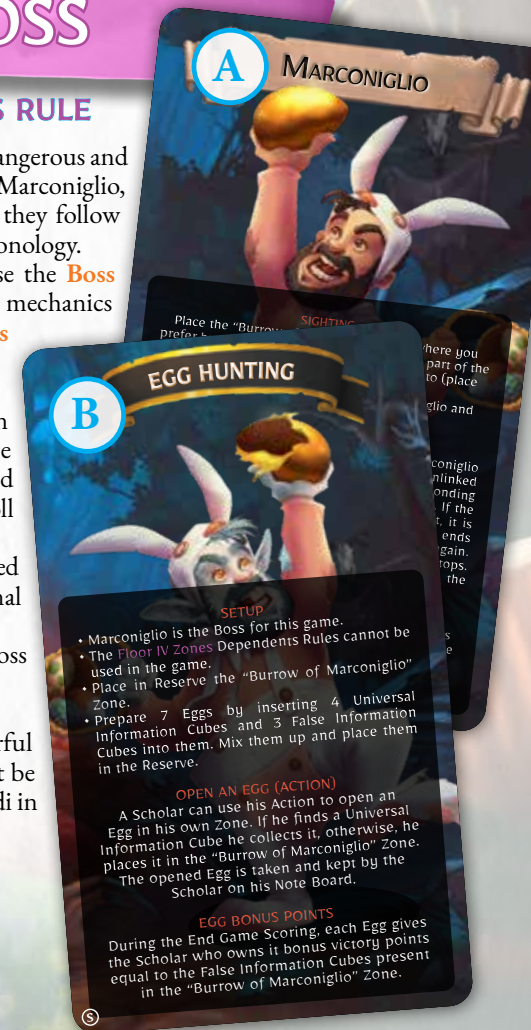 OSS
RULE
angerous and
Marconiglio,
they follow
onology.
se the Boss
mechanics
s
n
e
d
ll
ed
nal
oss
rful
t be
di in
A
MARCONIGLIO
SIGHTING
Place the "Burrow
here you
prefer
part of the
to (place
glio and
coniglio
nlinked
onding
. If the
t, it is
ends
gain.
tops.
the
s
e
B
EGG HUNTING
SETUP
• Marconiglio is the Boss for this game.
• The Floor IV Zones Dependents Rules cannot be
used in the game.
• Place in Reserve the "Burrow of Marconiglio"
Zone.
• Prepare 7 Eggs by inserting 4 Universal
Information Cubes and 3 False Information
Cubes into them. Mix them up and place them
in the Reserve.
OPEN AN EGG (ACTION)
A Scholar can use his Action to open an
Egg in his own Zone. If he finds a Universal
Information Cube he collects it, otherwise, he
places it in the "Burrow of Marconiglio" Zone.
The opened Egg is taken and kept by the
Scholar on his Note Board.
EGG BONUS POINTS
During the End Game Scoring, each Egg gives
the Scholar who owns it bonus victory points
equal to the False Information Cubes present
in the "Burrow of Marconiglio" Zone.
S